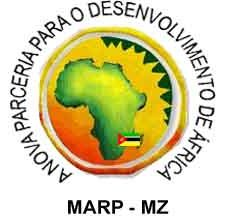 A NOVA PARCERIA PARA O DESENVOLVIMENTO DE ÁFRICA
MARP - MZ